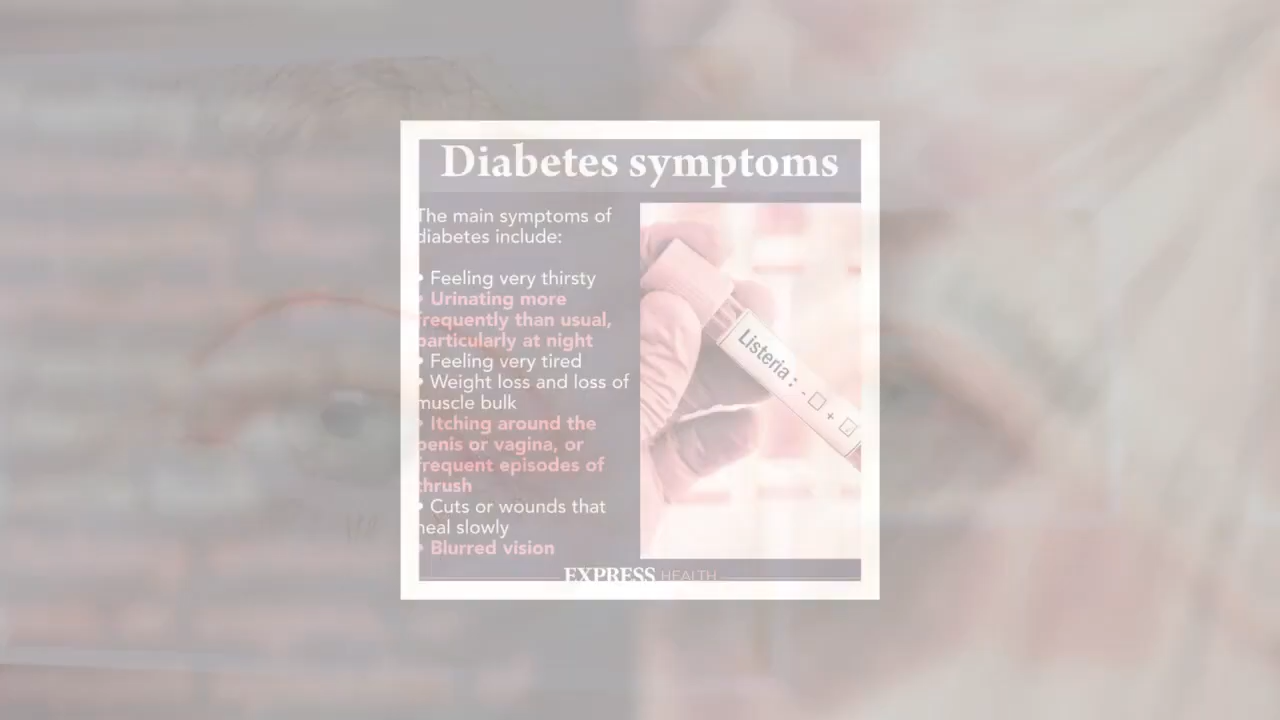 Diabetes symptoms
The main symptoms of
diabetes include:
• Feeling very thirsty
• Urinating more
frequently than usual,
particularly at night
• Feeling very tired
• Weight loss and loss of
muscle bulk
• Itching around the
penis or vagina, or
frequent episodes of
thrush
• Cuts or wounds that
heal slowly
• Blurred vision
Listeria : - □ + ☑
EXPRESS HEALTH